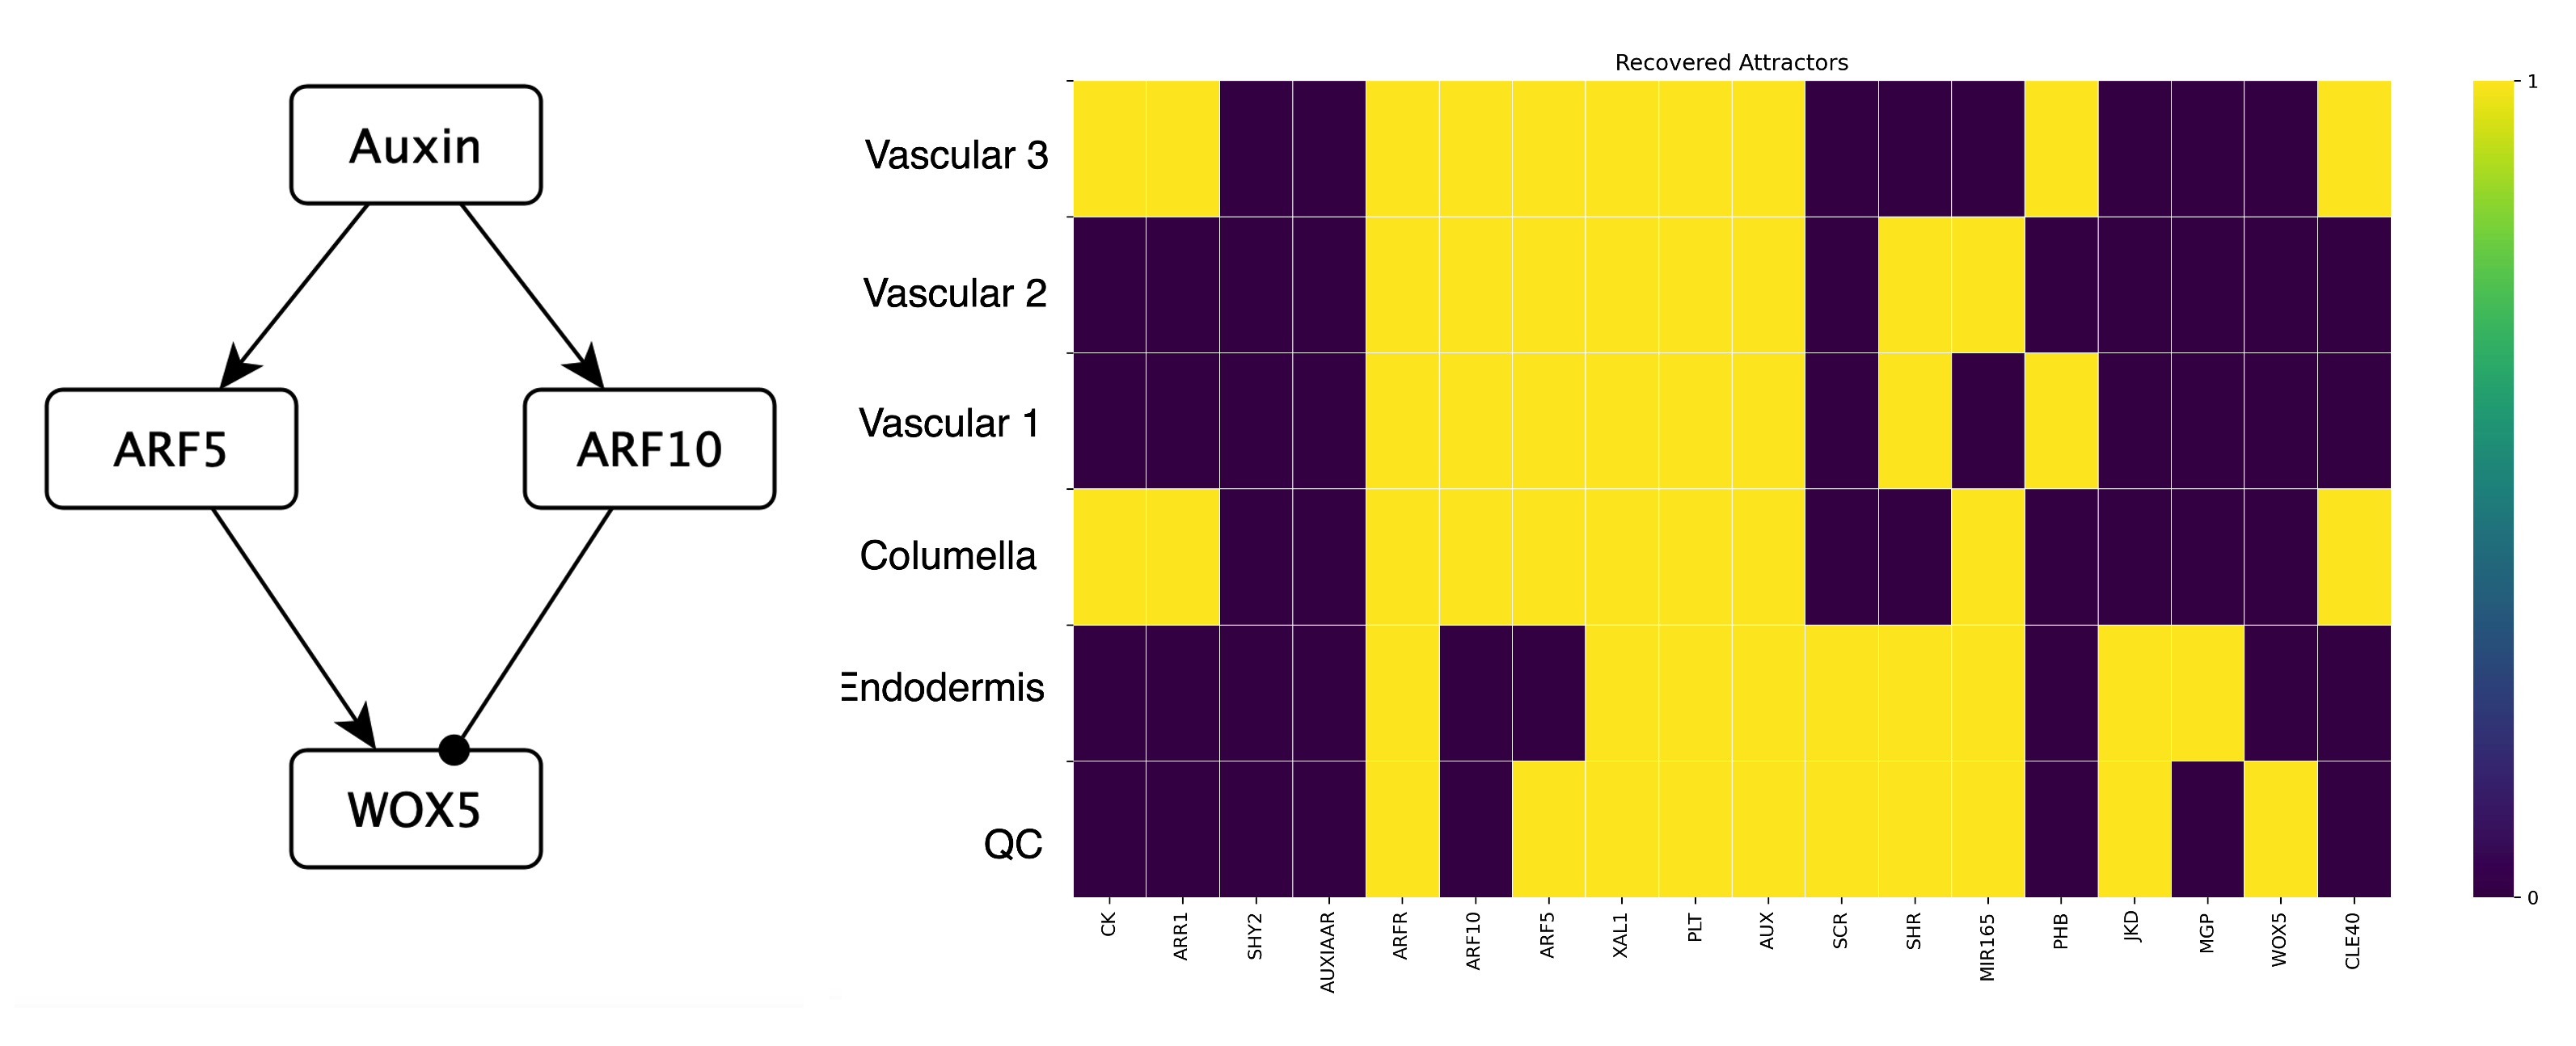 Auxin
ARF5
ARF10
WOX5
Recovered Attractors
Vascular 3
Vascular 2
Vascular 1
Columella
Endodermis
QC
CK
ARR1
SHY2
AUXIAAR
ARFR
ARF10
ARF5
XAL1
PLT
AUX
SCR
SHR
MIR165
PHB
JKD
MGP
WOX5
CLE40
1
0